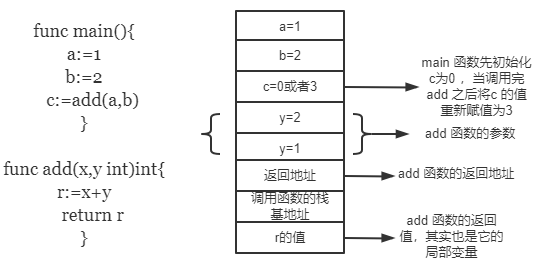 func main(){
a:=1
b:=2
c:=add(a,b)
}
func add(x,y int)int{
r:=x+y
return r
}
a=1
b=2
c=0或者3
y=2
y=1
返回地址
调用函数的栈
基地址
r的值
main 函数先初始化
c为0 ，当调用完
add 之后将c 的值
重新赋值为3
add 函数的参数
add 函数的返回地址
add 函数的返回
值，其实也是它的
局部变量